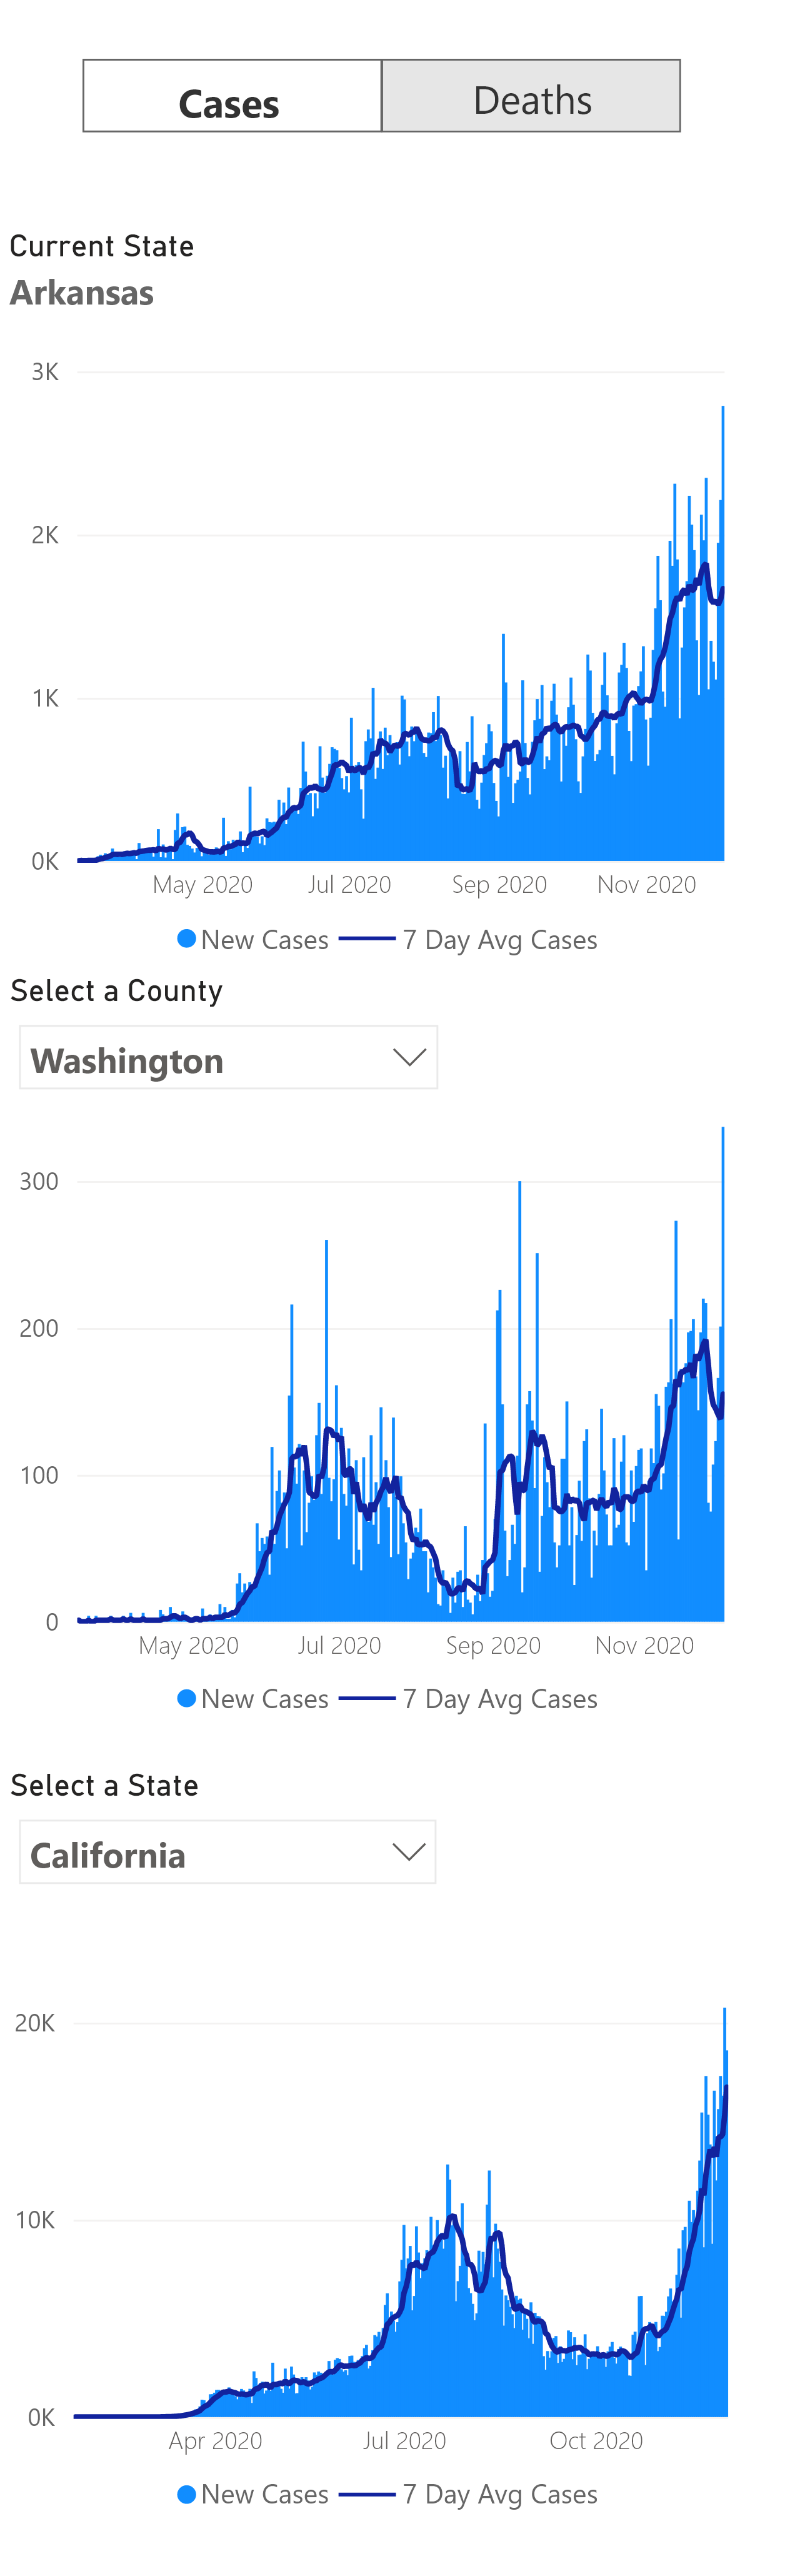 Cases Deaths
Current State
Arkansas
3K
2K
1K
0K
May 2020 Jul 2020 Sep 2020 Nov 2020
New Cases 7 Day Avg Cases
Select a County
Washington
300
200
100
0
May 2020 Jul 2020 Sep 2020 Nov 2020
New Cases 7 Day Avg Cases
Select a State
California
20K
10K
0K
Apr 2020 Jul 2020 Oct 2020
New Cases 7 Day Avg Cases